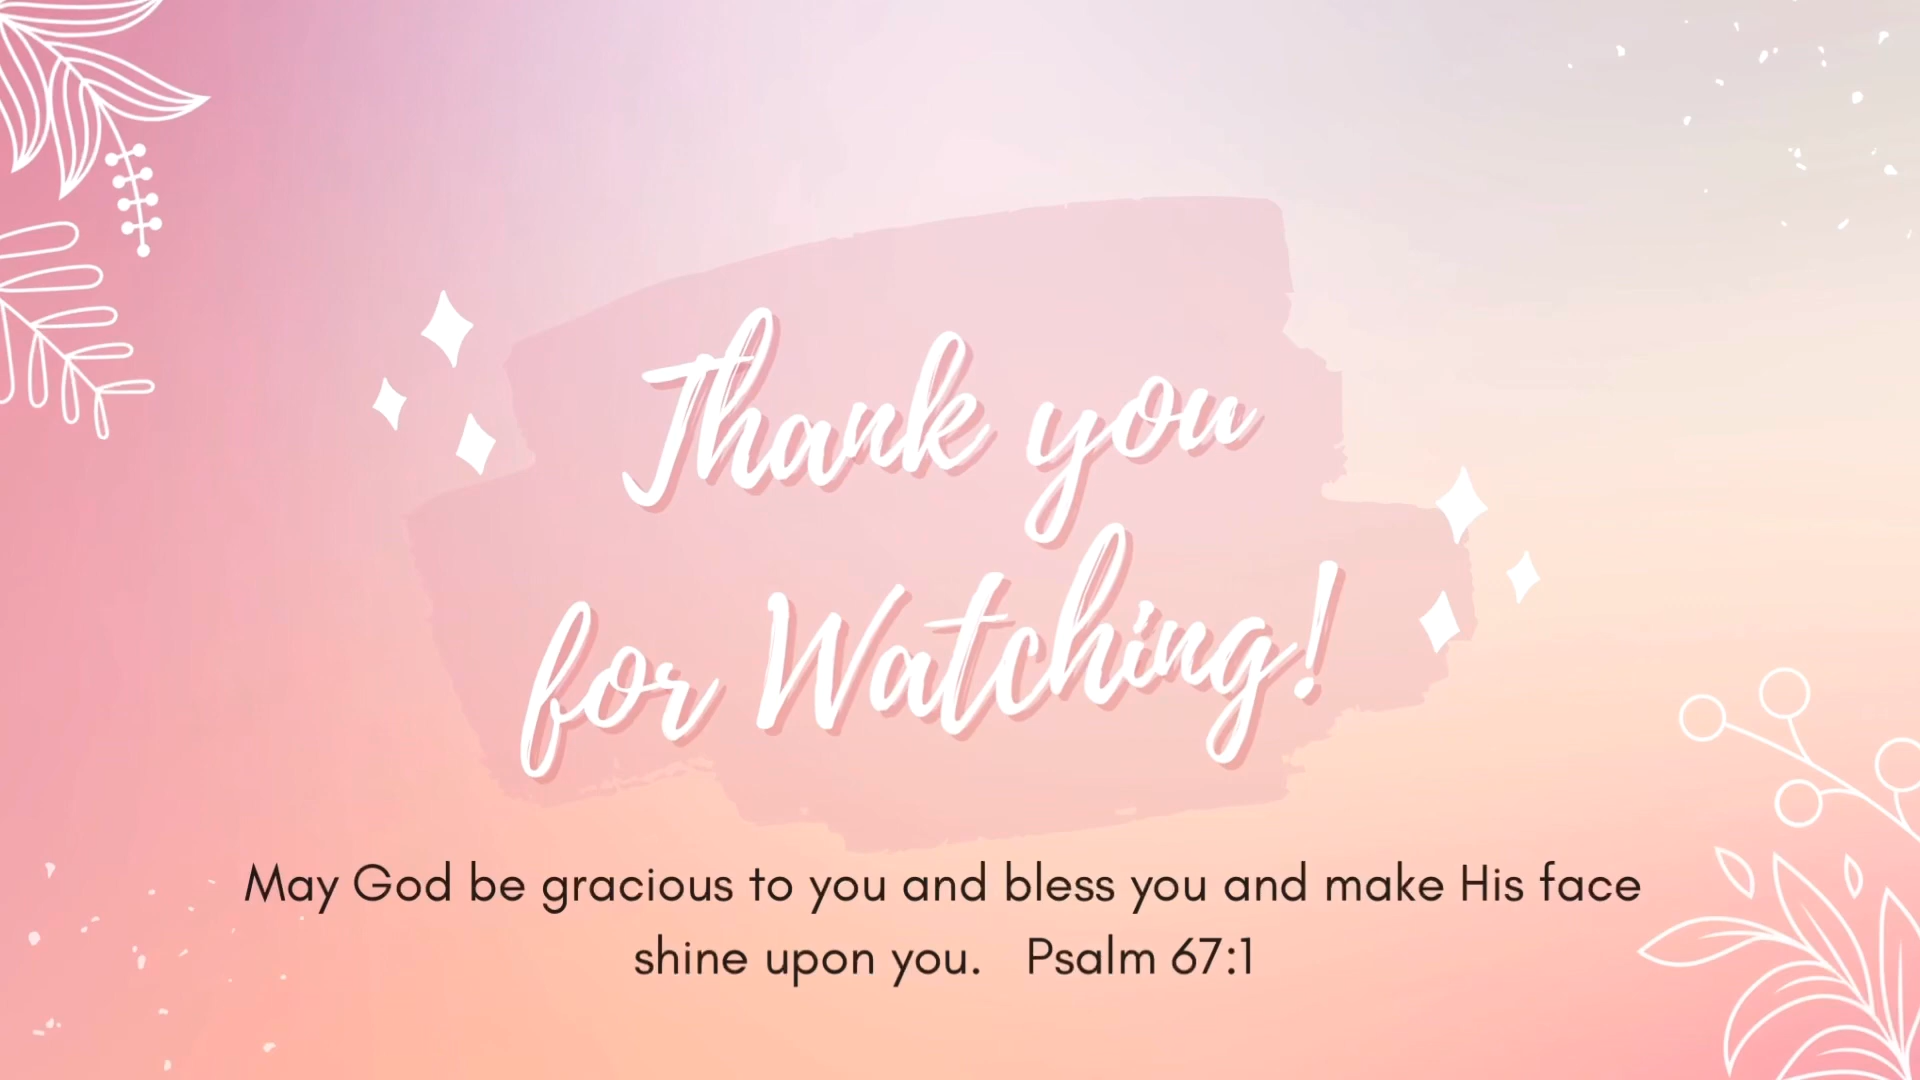 Thank you
for Watching!
May God be gracious to you and bless you and make His face
shine upon you. Psalm 67:1